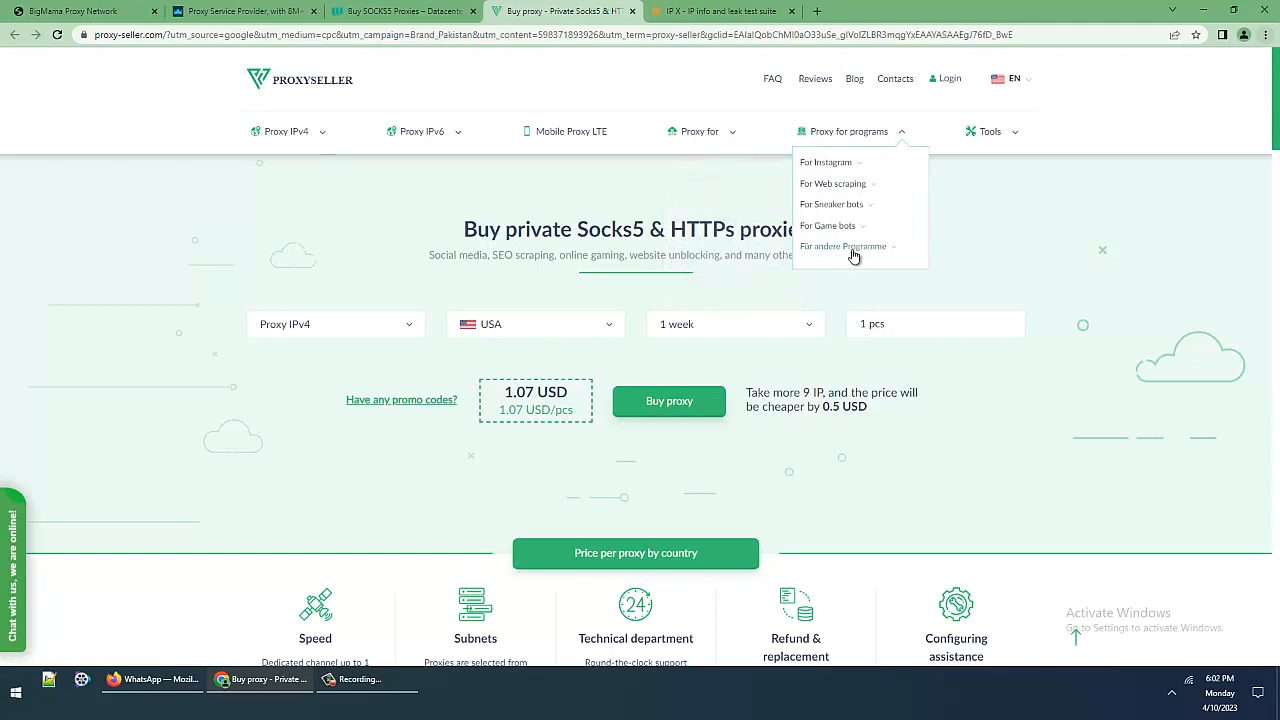 BigMama Proxy Network
Proxy Service Provider, with 8M+
Buy SOCKS5 Proxies – Datacente
Buy proxy - Private Socks5 & HT
IP X - IP info and leak test suite
proxy-seller.com/?utm_source=google&utm_medium=cpc&utm_campaign=Brand_Pakistan&utm_content=598371893926&utm_term=proxy-seller&gclid=
PROXYSELLER
FAQ
Reviews
Blog
Contacts
Login
EN
Proxy IPv4
Proxy IPv6
Mobile Proxy LTE
Proxy for
Proxy for programs
Tools
For Instagram
For Web scraping
For Sneaker bots
For Game bots
Für andere Programme
Buy private Socks5 & HTTPs proxie
Social media, SEO scraping, online gaming, website unblocking, and many othe
Proxy IPv4
USA
1 week
1 pcs
Have any promo codes?
1.07 USD
1.07 USD/pcs
Buy proxy
Take more 9 IP, and the price will
be cheaper by 0.5 USD
Chat with us, we are online!
Price per proxy by country
24
Speed
Subnets
Technical department
Refund &
replacement
Configuring
assistance
Dedicated channel up to 1
Proxies are selected from
Round-the-clock support
Activate Windows
Go to Settings to activate Windows.
WhatsApp — Mozil...
Buy proxy - Private ...
Recording...
6:02 PM
Monday
4/10/2023